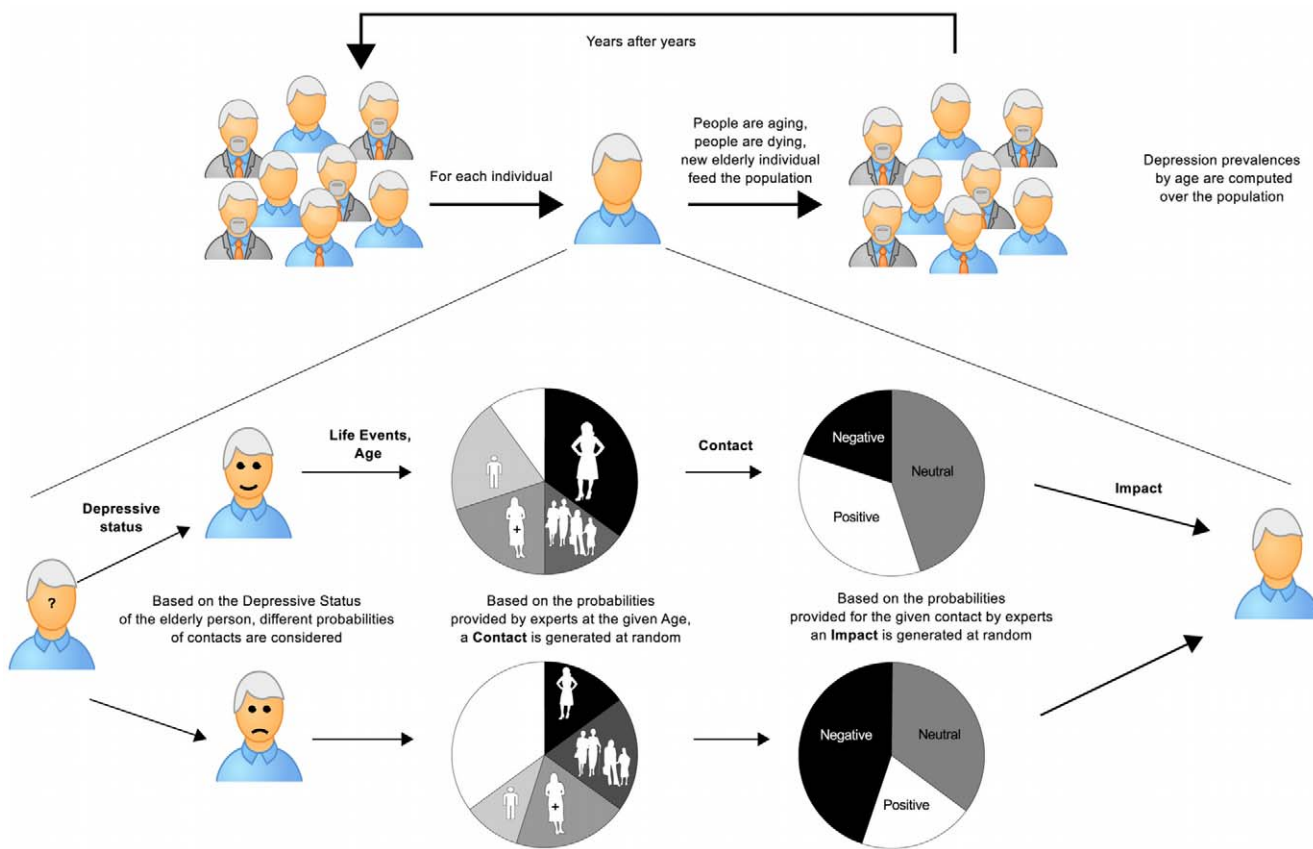 Years after years
For each individual
People are aging,
people are dying,
new elderly individual
feed the population
Depression prevalences
by age are computed
over the population
Depressive
status
Life Events,
Age
Contact
Negative
Neutral
Positive
Impact
?
+
Based on the Depressive Status
of the elderly person, different probabilities
of contacts are considered
Based on the probabilities
provided by experts at the given Age,
a Contact is generated at random
Based on the probabilities
provided for the given contact by experts
an Impact is generated at random
+
Negative
Neutral
Positive